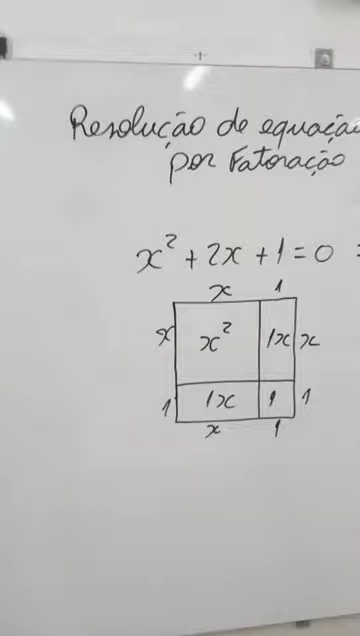 Resolução de equação
por Fatoração
x² + 2x + 1 = 0 =
x 1
x x² 1x x
1 1x 1 1
x 1